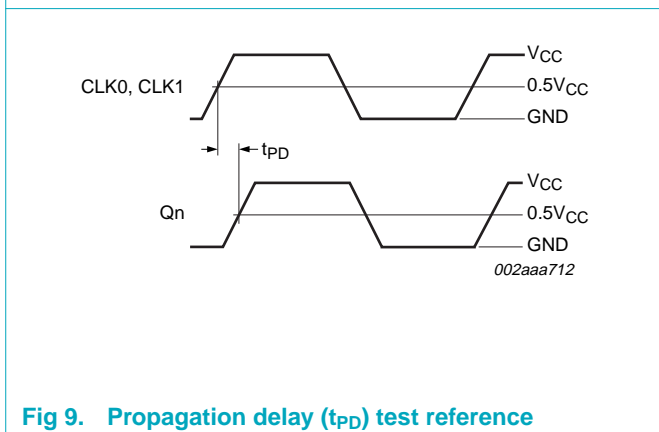 VCC
CLK0, CLK1
0.5VCC
GND
tPD
VCC
Qn
0.5VCC
GND
002aaa712
Fig 9. Propagation delay (tPD) test reference